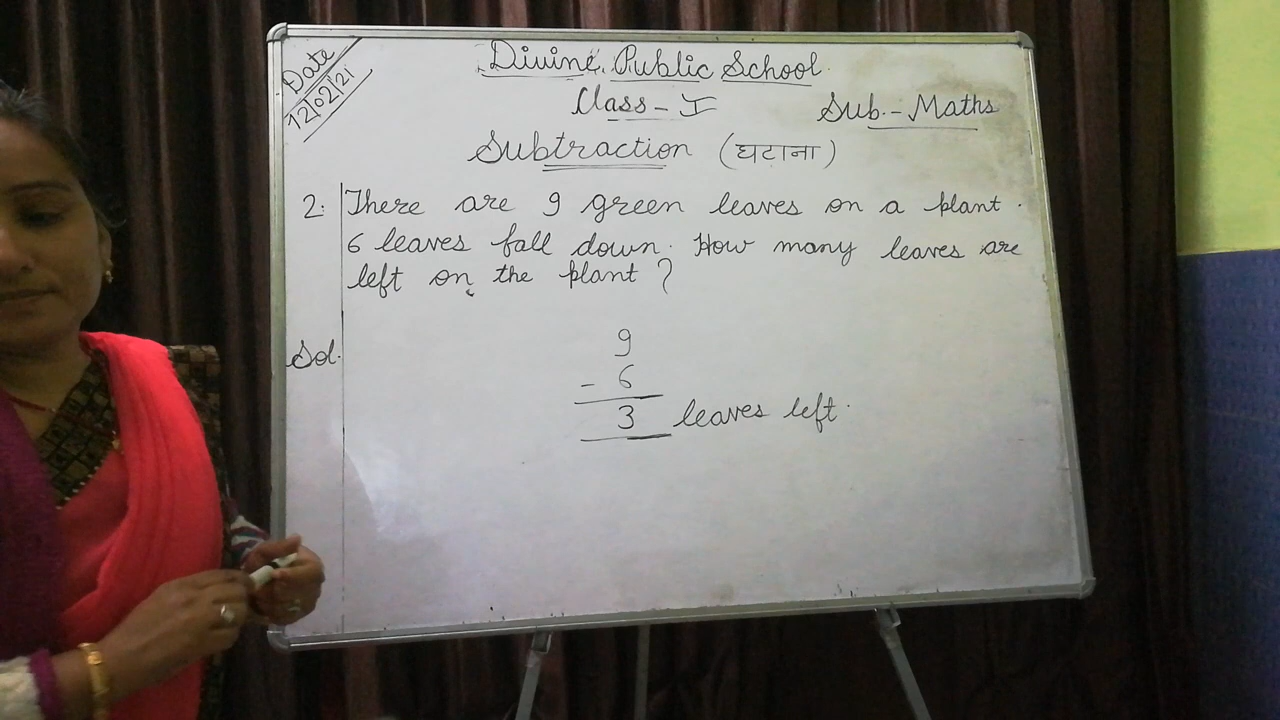 Date
12/02/21
Divine Public School
Class - I
Sub. - Maths
Subtraction (घटाना)
2. There are 9 green leaves on a plant.
6 leaves fall down. How many leaves are
left on the plant ?
Sol.
9
- 6
3 leaves left.